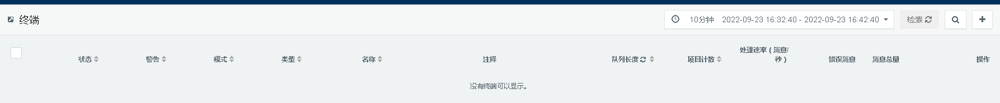 终端
10分钟 2022-09-23 16:32:40 - 2022-09-23 16:42:40
检索
状态 警告 模式 类型 名称 注释 队列长度 项目计数 处理速率（消息/秒） 错误消息 消息总量 操作
没有终端可以显示。